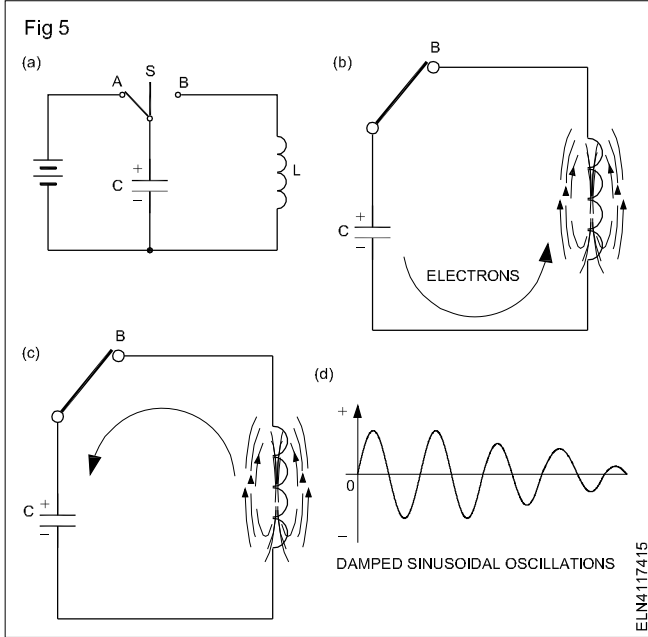 Fig 5
(a)
A
S
B
+
C
−
L
(b)
B
+
C
−
ELECTRONS
(c)
B
+
C
−
(d)
+
0
−
DAMPED SINUSOIDAL OSCILLATIONS
ELN4117415